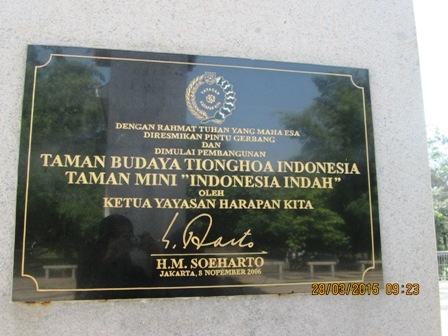 DENGAN RAHMAT TUHAN YANG MAHA ESA
DIRESMIKAN PINTU GERBANG
DAN
DIMULAI PEMBANGUNAN
TAMAN BUDAYA TIONGHOA INDONESIA
TAMAN MINI "INDONESIA INDAH"
OLEH
KETUA YAYASAN HARAPAN KITA
H.M. SOEHARTO
JAKARTA, 8 NOPEMBER 2006
28/03/2015 09:23